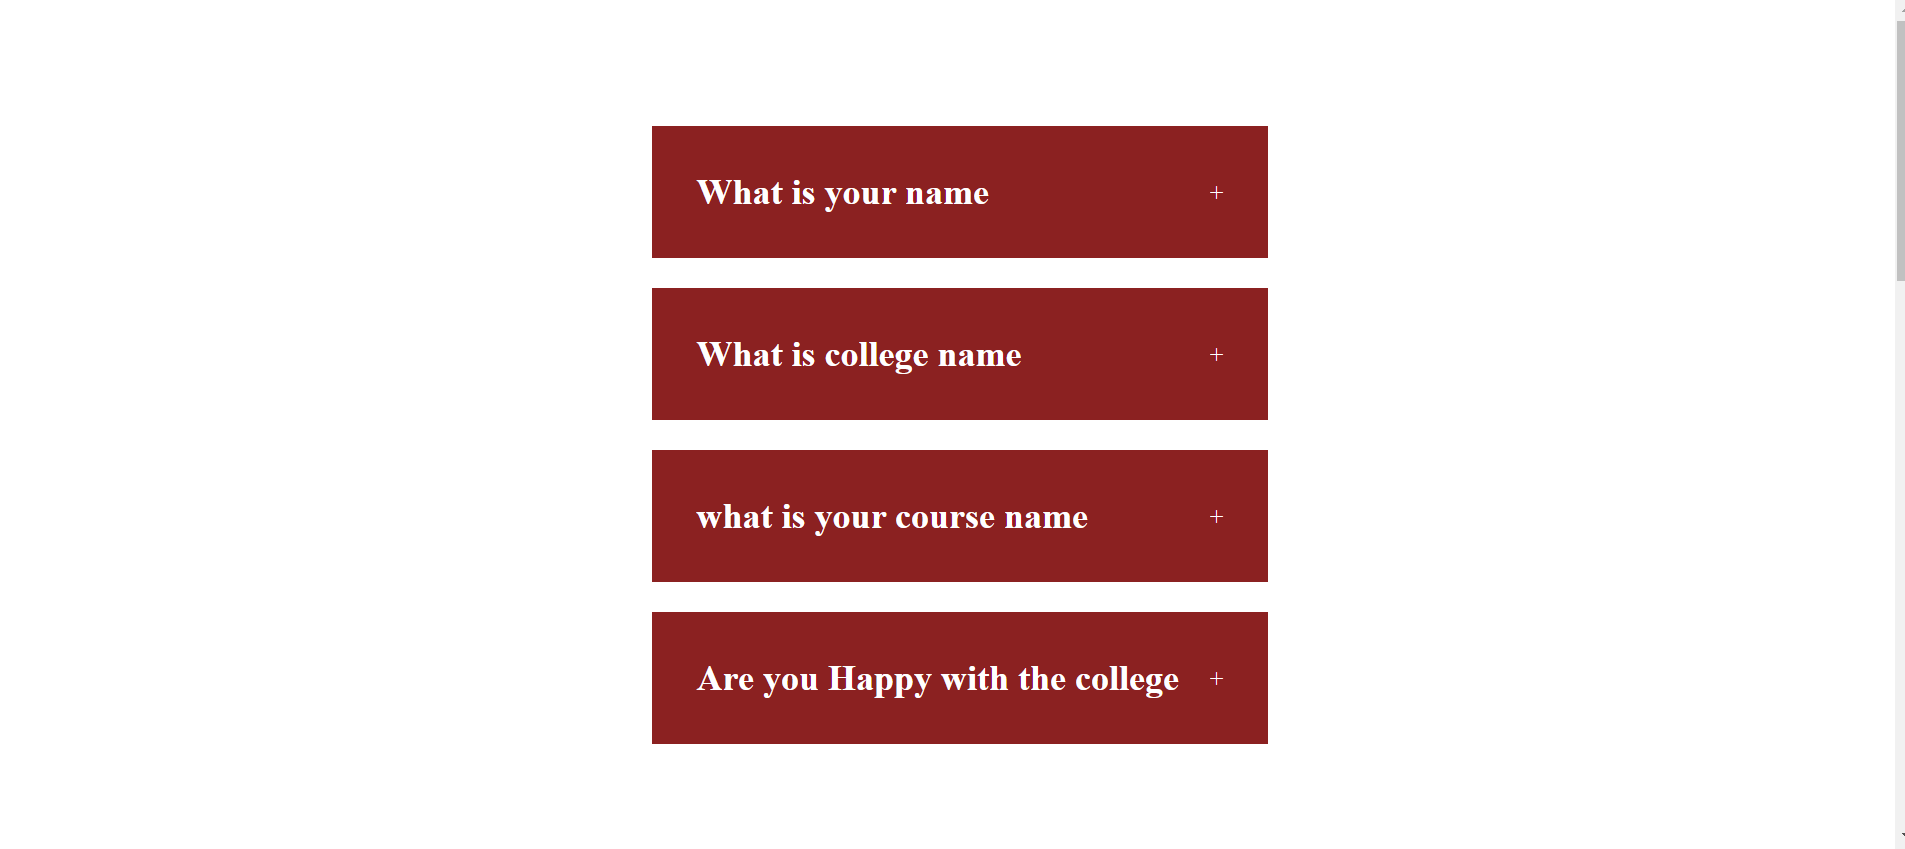 What is your name +
What is college name +
what is your course name +
Are you Happy with the college +